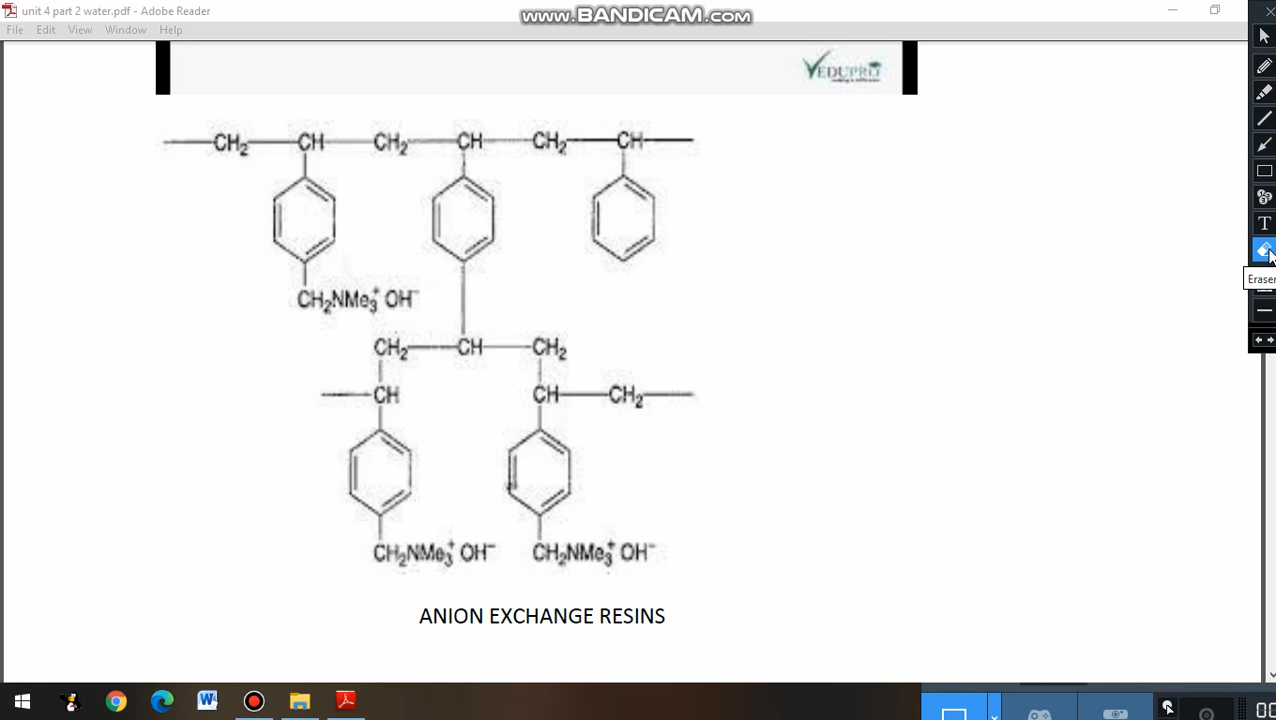 unit 4 part 2 water.pdf - Adobe Reader
www.BANDICAM.com
File Edit View Window Help
VEDUPRO
CH2 CH CH2 CH CH2 CH
CH2NMe3+ OH−
CH2 CH CH2
CH CH CH2
CH2NMe3+ OH− CH2NMe3+ OH−
ANION EXCHANGE RESINS
T
Eraser